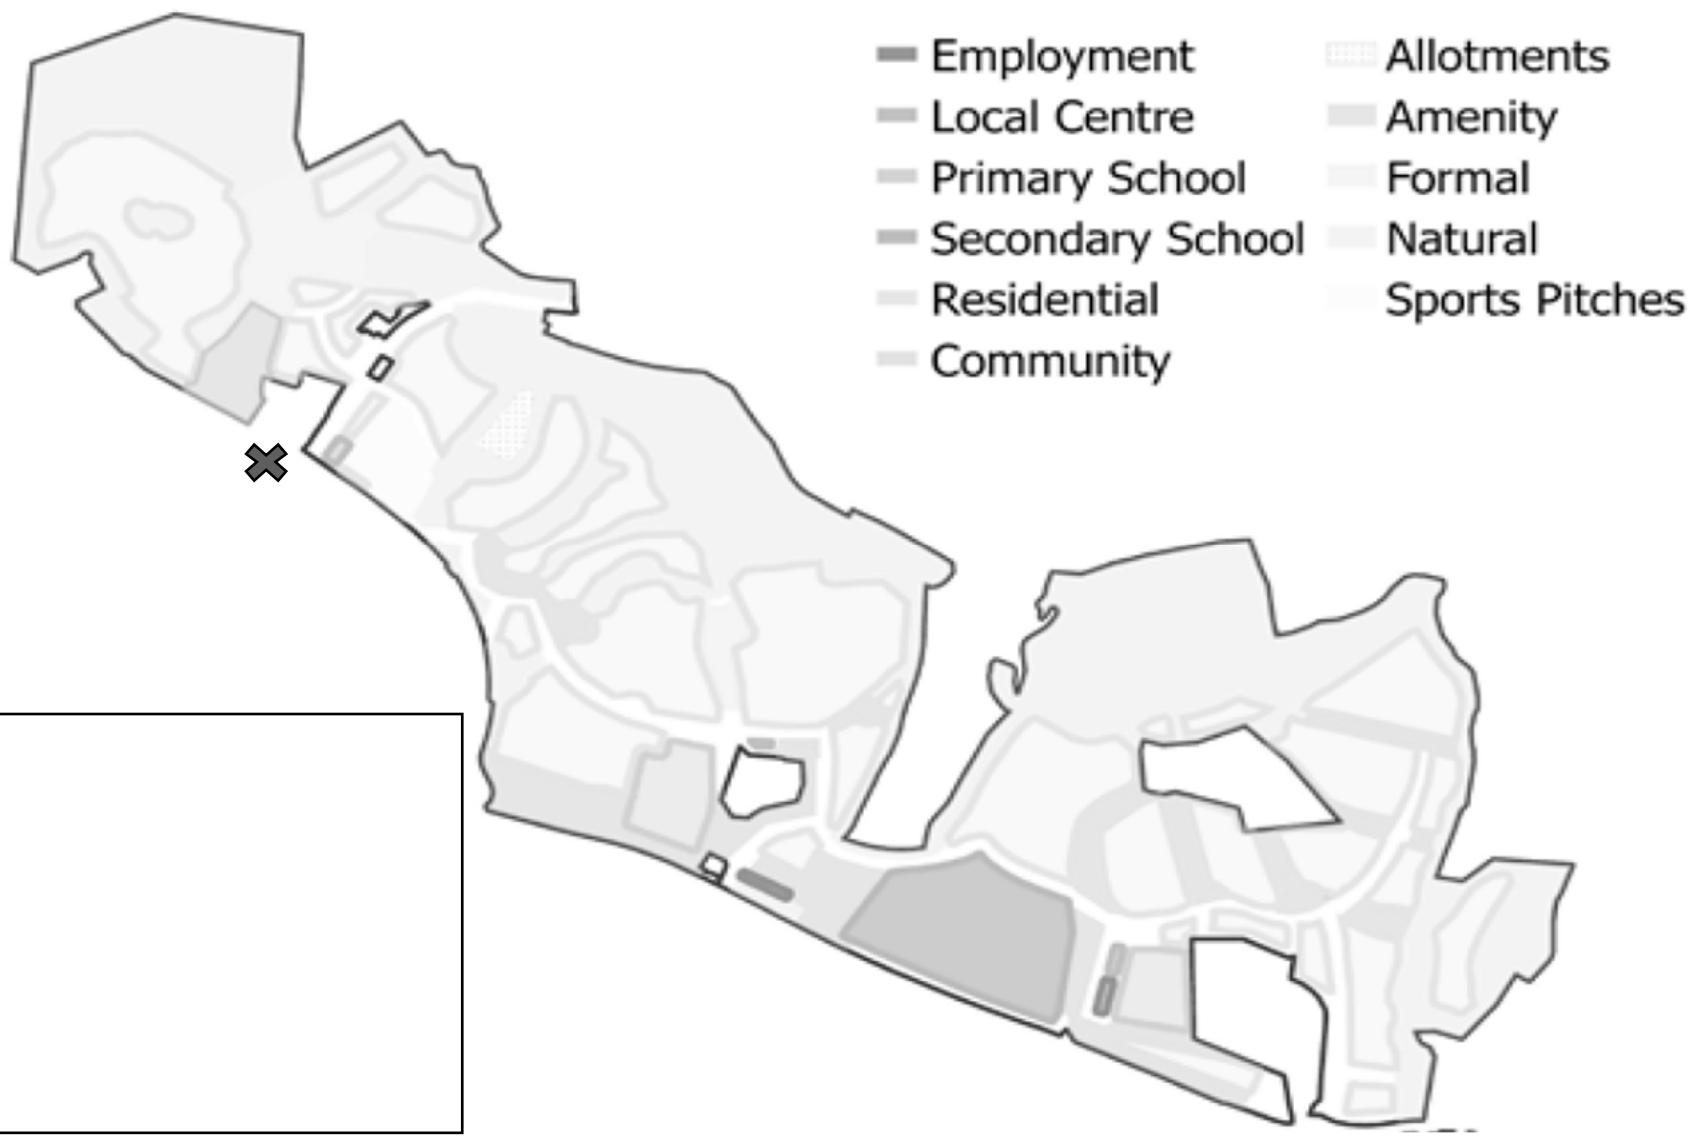 Employment
Local Centre
Primary School
Secondary School
Residential
Community
Allotments
Amenity
Formal
Natural
Sports Pitches